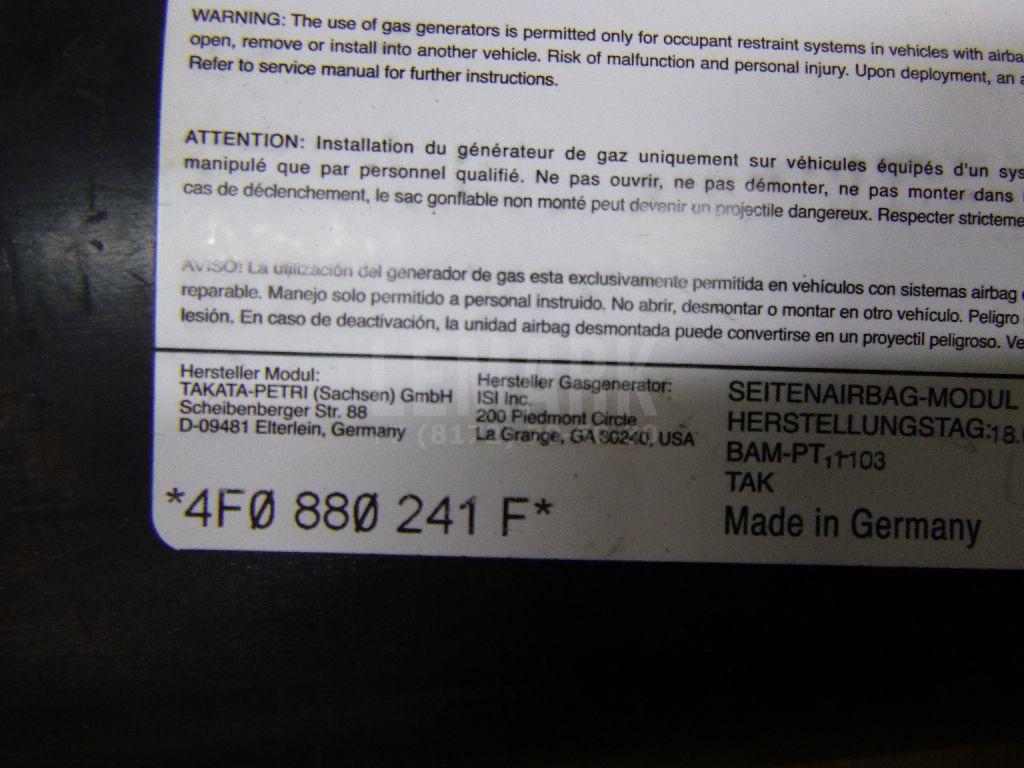 WARNING: The use of gas generators is permitted only for occupant restraint systems in vehicles with airba
open, remove or install into another vehicle. Risk of malfunction and personal injury. Upon deployment, an a
Refer to service manual for further instructions.
ATTENTION: Installation du générateur de gaz uniquement sur véhicules équipés d'un sys
manipulé que par personnel qualifié. Ne pas ouvrir, ne pas démonter, ne pas monter dans
cas de déclenchement, le sac gonflable non monté peut devenir un projectile dangereux. Respecter stricteme
AVISO: La utilización del generador de gas esta exclusivamente permitida en vehículos con sistemas airbag
reparable. Manejo solo permitido a personal instruido. No abrir, desmontar o montar en otro vehículo. Peligro
lesión. En caso de deactivación, la unidad airbag desmontada puede convertirse en un proyectil peligroso. Ve
LEMARK
Hersteller Modul:
TAKATA-PETRI (Sachsen) GmbH
Scheibenberger Str. 88
D-09481 Elterlein, Germany
Hersteller Gasgenerator:
ISI Inc.
200 Piedmont Circle
La Grange, GA 30240, USA
SEITENAIRBAG-MODUL
HERSTELLUNGSTAG:18.
BAM-PT11103
TAK
Made in Germany
*4F0 880 241 F*